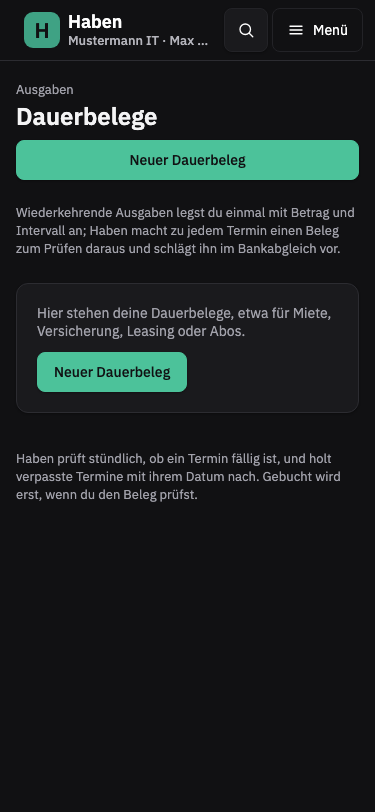 H
Haben
Mustermann IT · Max ...
Menü
Ausgaben
Dauerbelege
Neuer Dauerbeleg
Wiederkehrende Ausgaben legst du einmal mit Betrag und
Intervall an; Haben macht zu jedem Termin einen Beleg
zum Prüfen daraus und schlägt ihn im Bankabgleich vor.
Hier stehen deine Dauerbelege, etwa für Miete,
Versicherung, Leasing oder Abos.
Neuer Dauerbeleg
Haben prüft stündlich, ob ein Termin fällig ist, und holt
verpasste Termine mit ihrem Datum nach. Gebucht wird
erst, wenn du den Beleg prüfst.